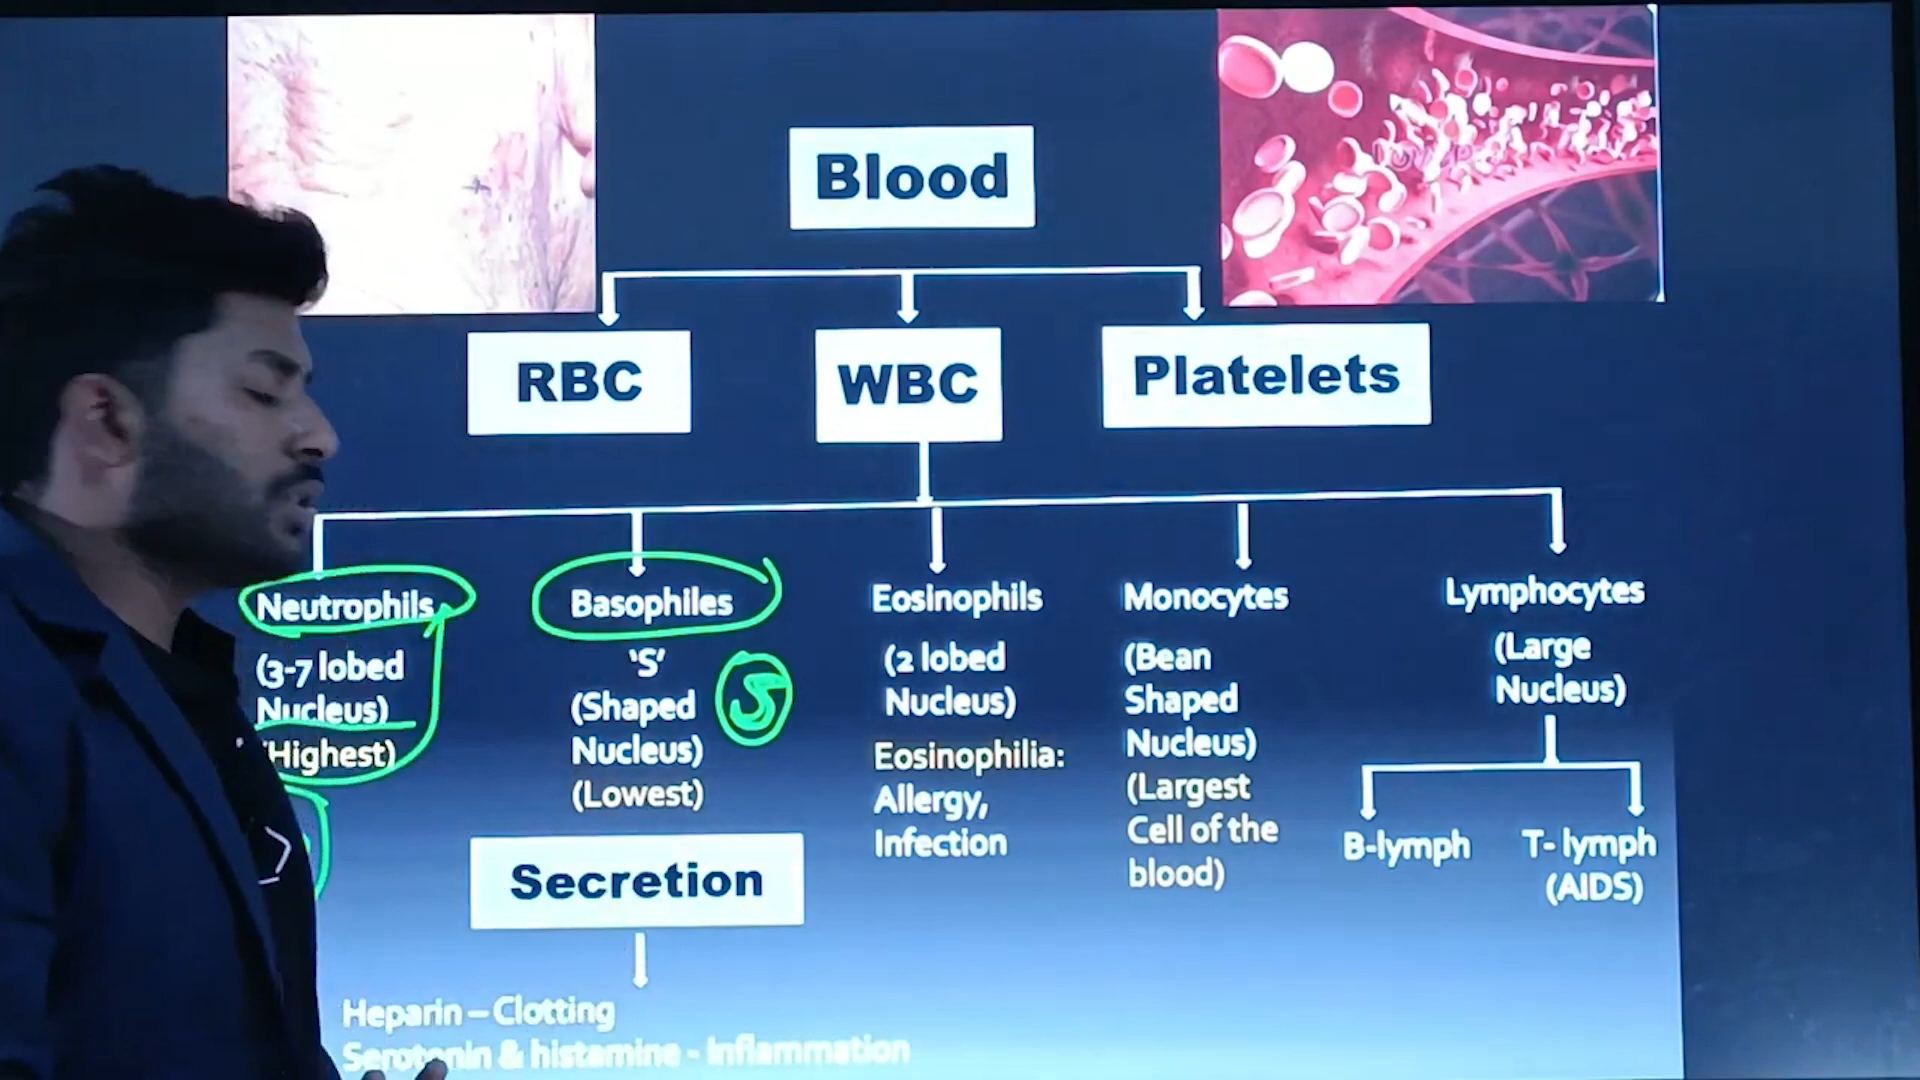 Blood
RBC
WBC
Platelets
Neutrophils
(3-7 lobed
Nucleus)
(Highest)
Basophiles
'S'
(Shaped
Nucleus)
(Lowest)
S
Secretion
Heparin – Clotting
Serotonin & histamine - Inflammation
Eosinophils
(2 lobed
Nucleus)
Eosinophilia:
Allergy,
Infection
Monocytes
(Bean
Shaped
Nucleus)
(Largest
Cell of the
blood)
Lymphocytes
(Large
Nucleus)
B-lymph
T- lymph
(AIDS)